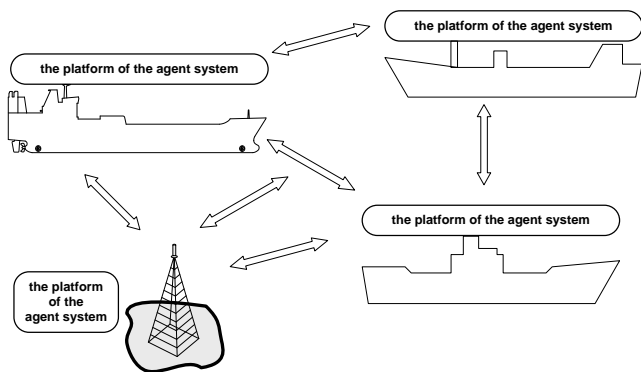 the platform of the agent system
the platform of the agent system
the platform of the agent system
the platform
of the
agent system